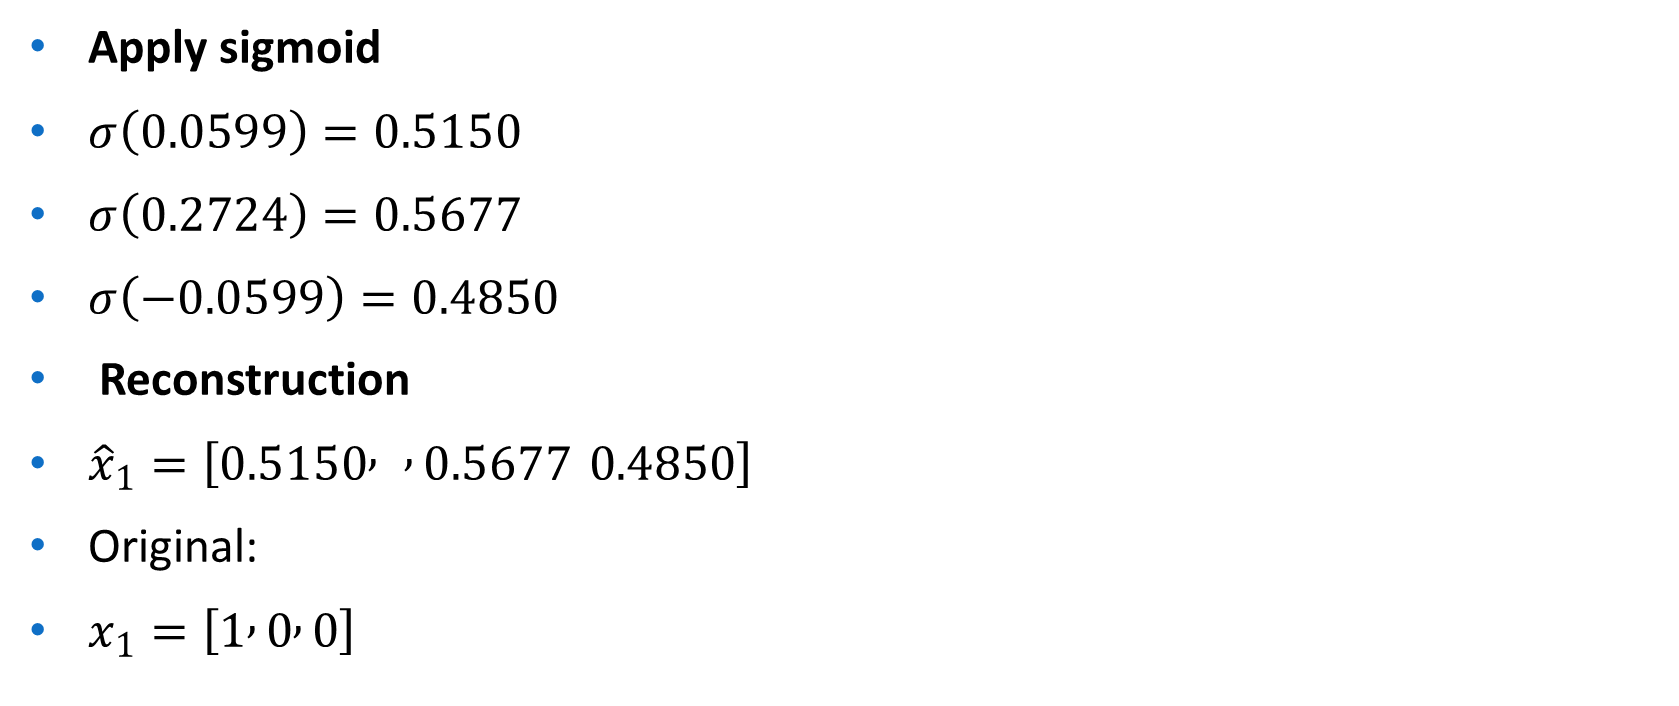 • Apply sigmoid
• σ(0.0599) = 0.5150
• σ(0.2724) = 0.5677
• σ(−0.0599) = 0.4850
• Reconstruction
• x̂₁ = [0.5150, , 0.5677 0.4850]
• Original:
• x₁ = [1, 0, 0]